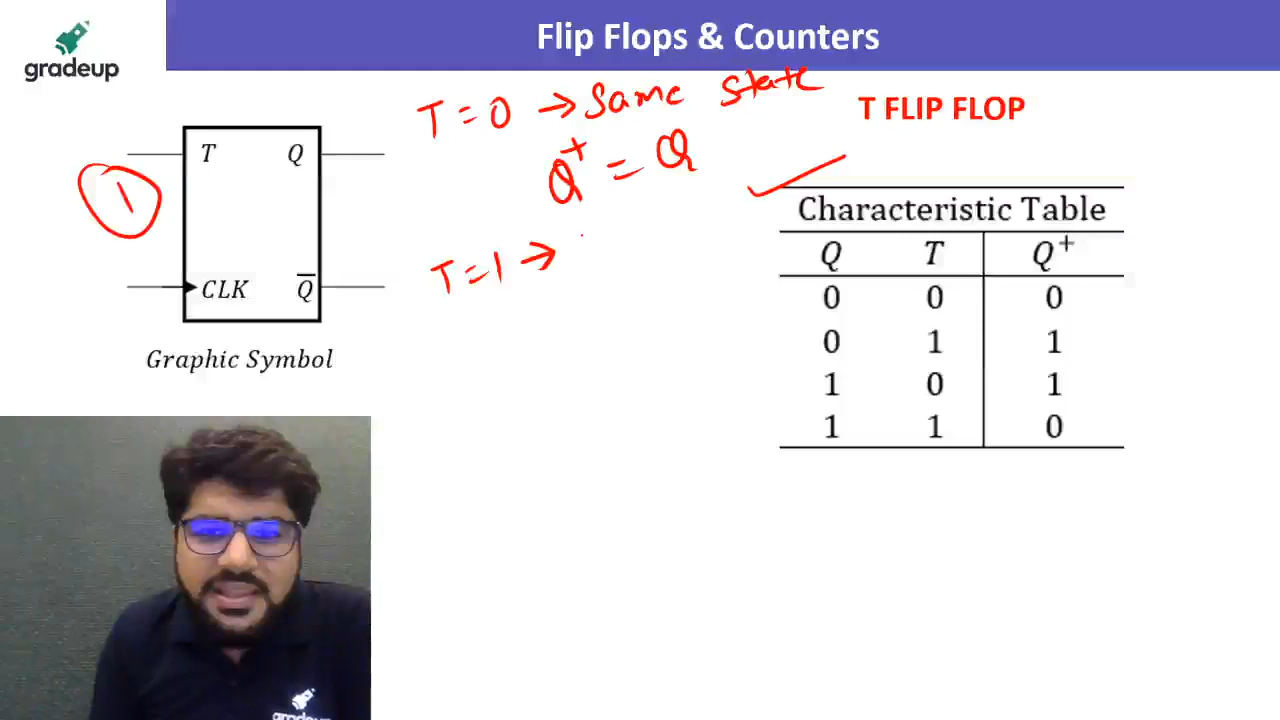 Flip Flops & Counters
gradeup
T = 0 → Same state
T FLIP FLOP
Q⁺ = Q
T = 1 →
1
T Q
CLK Q̅
Graphic Symbol
Characteristic Table
Q T Q⁺
0 0 0
0 1 1
1 0 1
1 1 0
gradeup